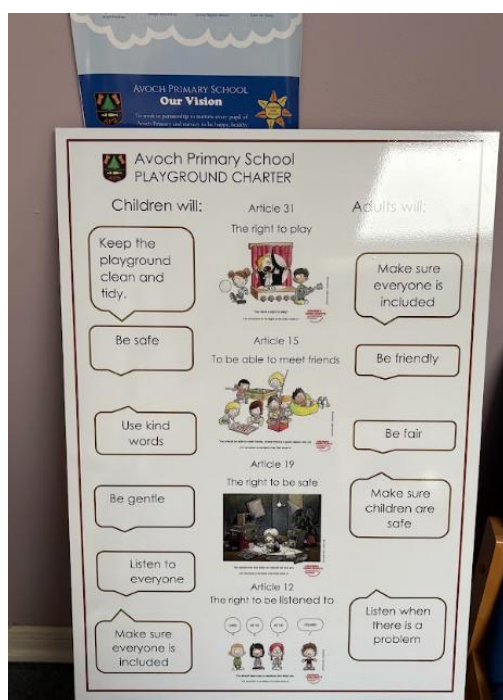 AVOCH PRIMARY SCHOOL
Our Vision
Avoch Primary School
PLAYGROUND CHARTER
Children will:
Keep the
playground
clean and
tidy.
Be safe
Use kind
words
Be gentle
Listen to
everyone
Make sure
everyone is
included
Article 31
The right to play
Article 15
To be able to meet friends
Article 19
The right to be safe
Article 12
The right to be listened to
Adults will:
Make sure
everyone is
included
Be friendly
Be fair
Make sure
children are
safe
Listen when
there is a
problem